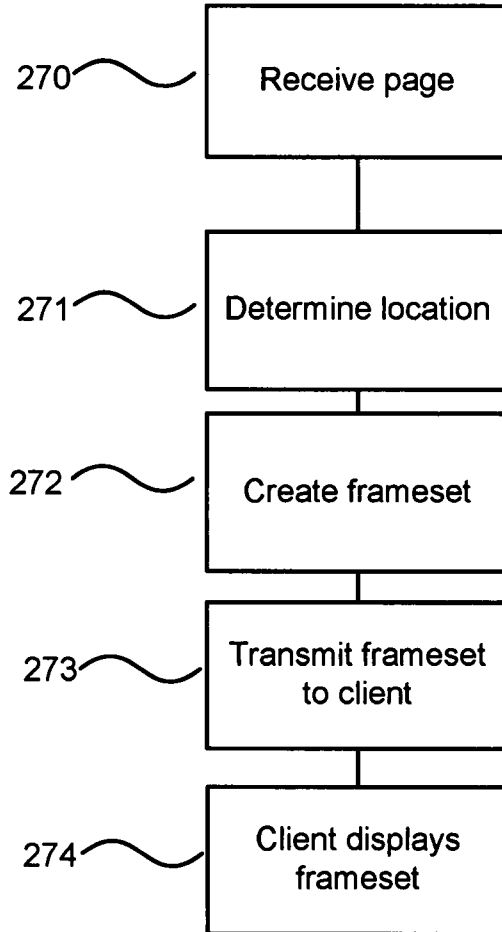 270
Receive page
271
Determine location
272
Create frameset
273
Transmit frameset
to client
274
Client displays
frameset